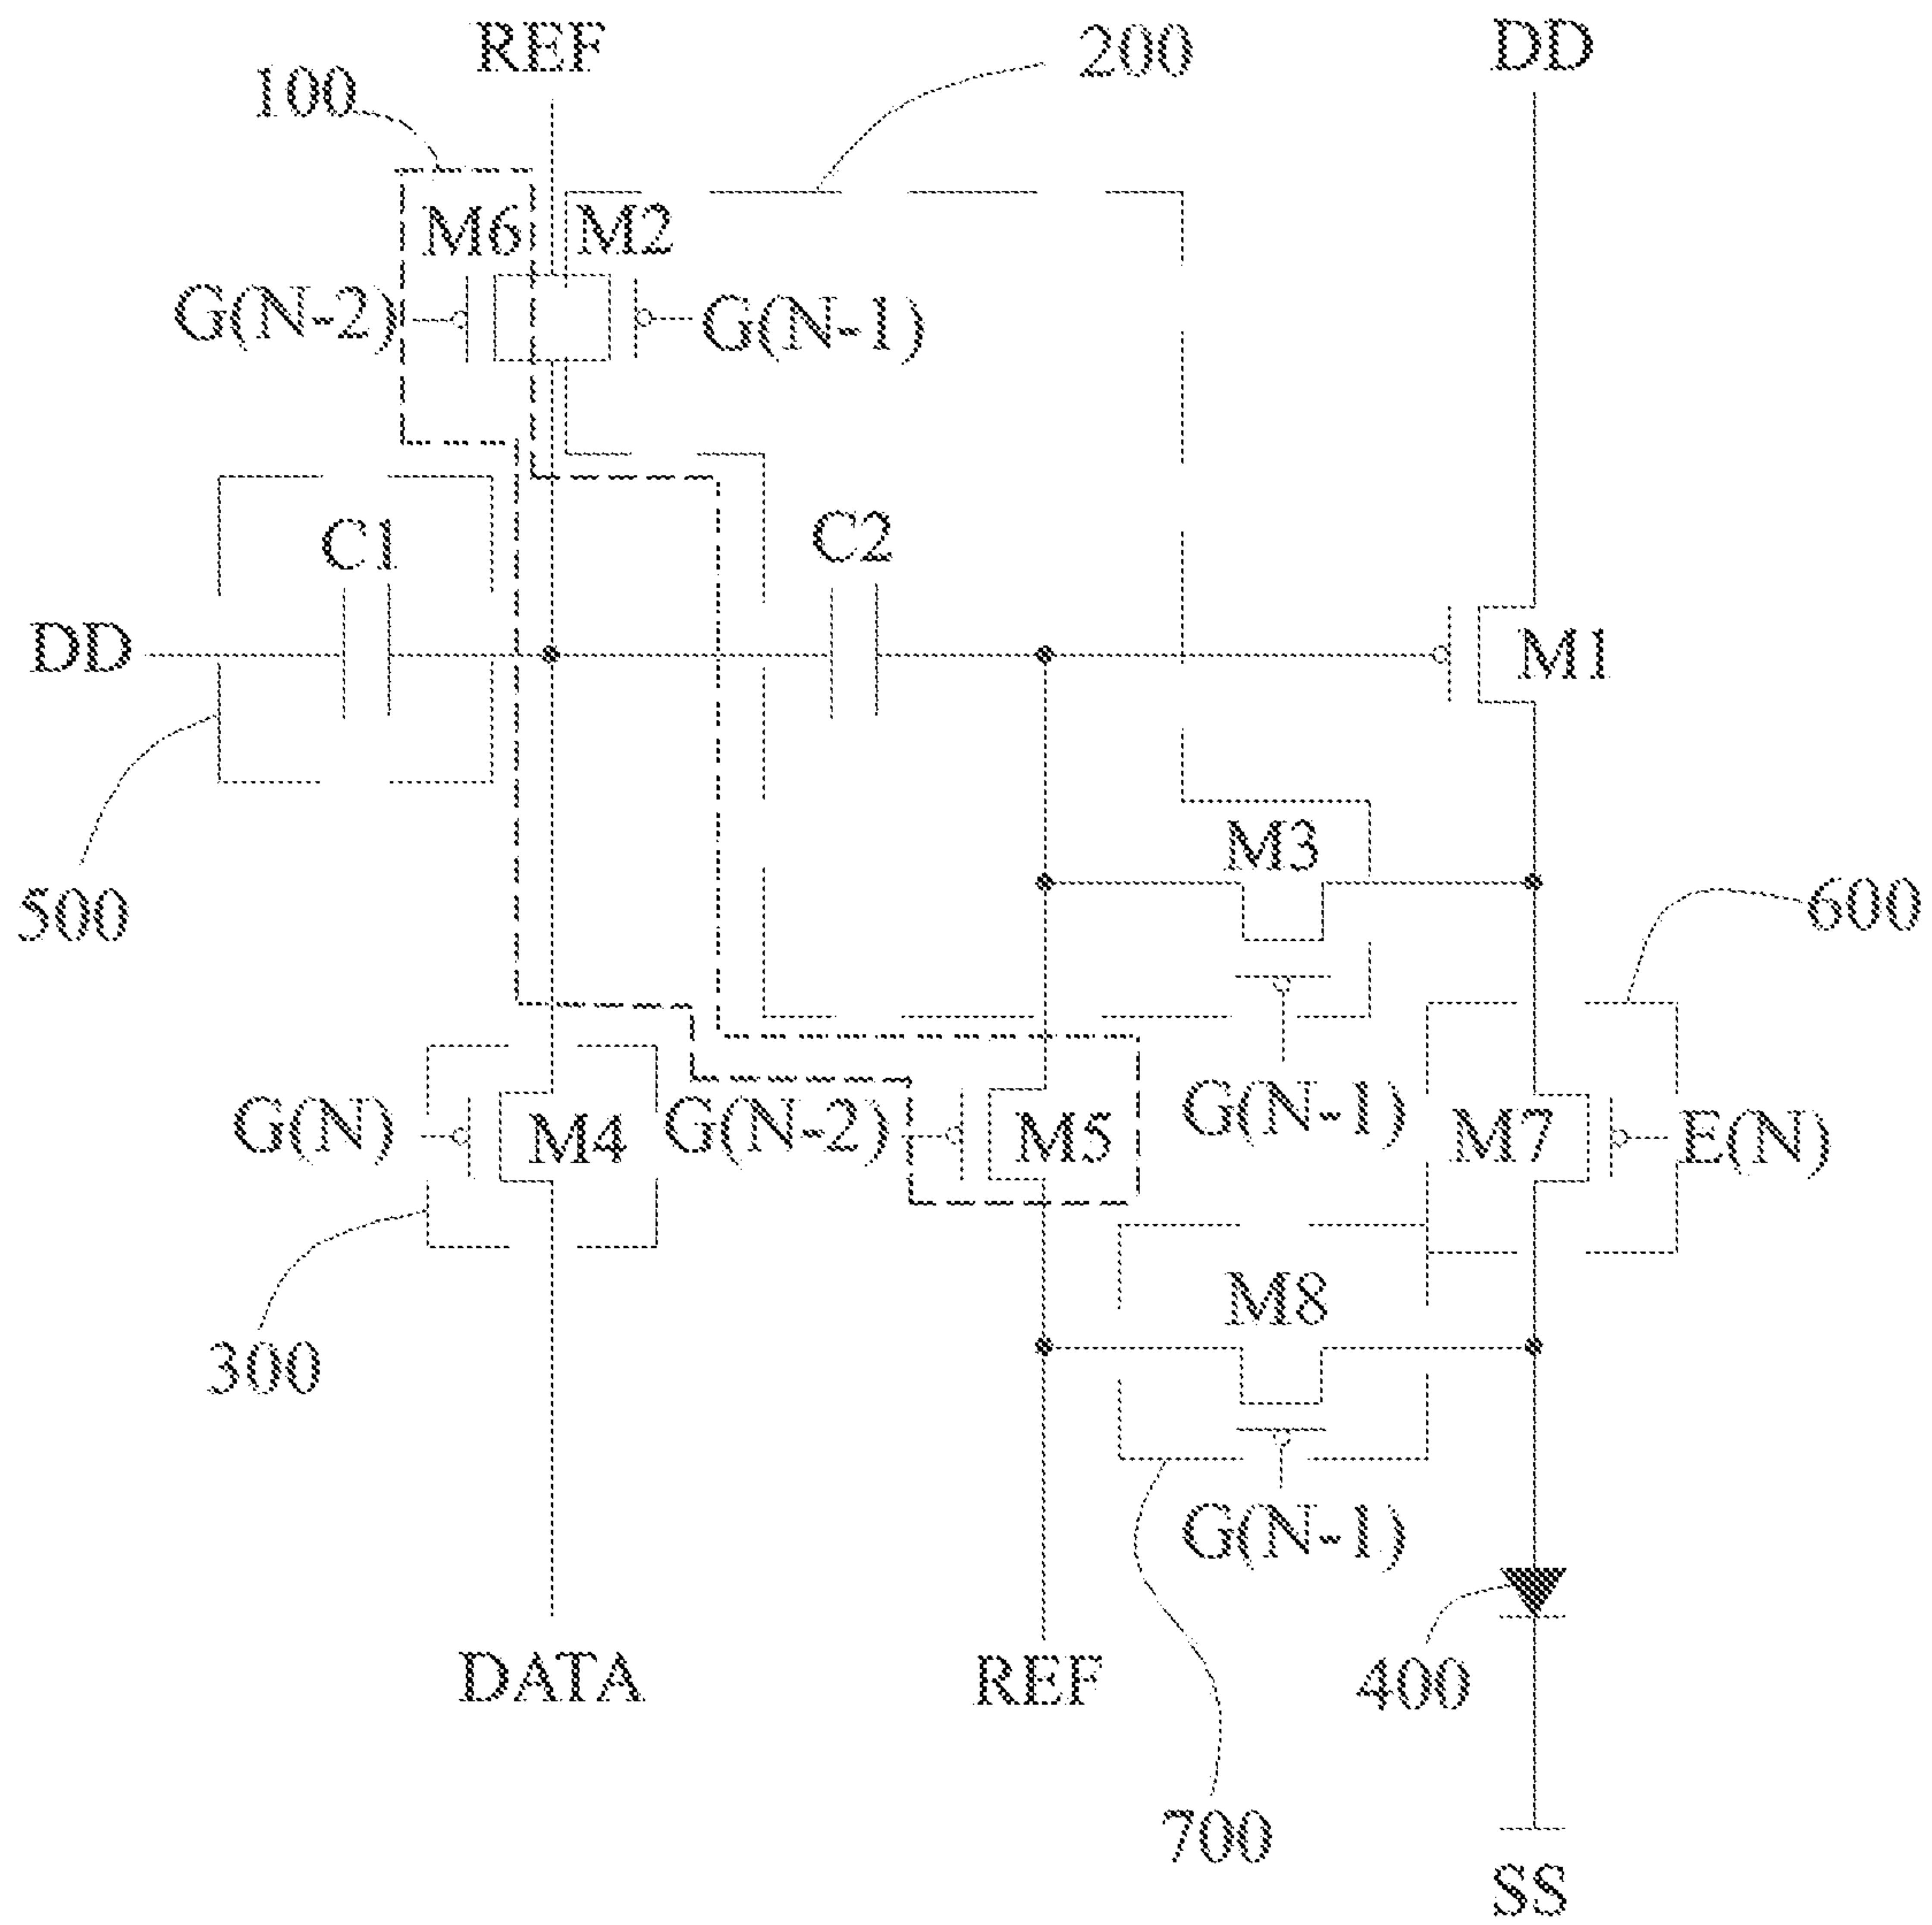 REF
200
DD
100
M6
M2
G(N-2)
G(N-1)
C1
C2
DD
M1
M3
500
600
G(N)
M4
G(N-2)
M5
G(N-1)
M7
E(N)
M8
300
G(N-1)
DATA
REF
400
700
SS